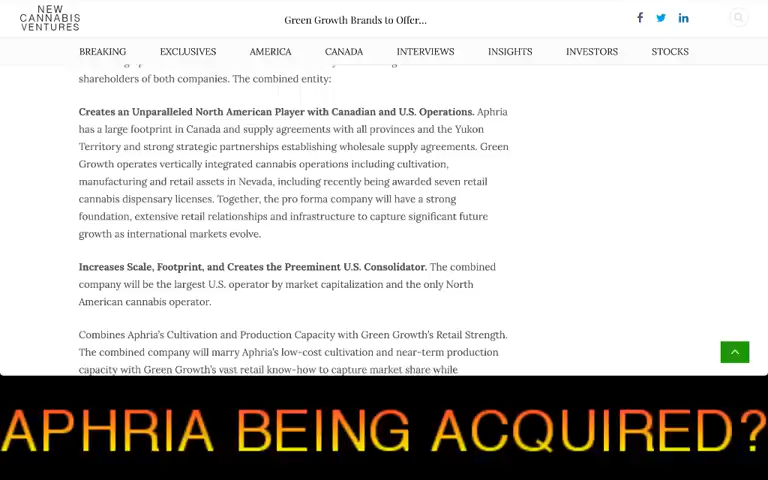 NEW
CANNABIS
VENTURES
Green Growth Brands to Offer...
BREAKING EXCLUSIVES AMERICA CANADA INTERVIEWS INSIGHTS INVESTORS STOCKS
shareholders of both companies. The combined entity:
Creates an Unparalleled North American Player with Canadian and U.S. Operations. Aphria
has a large footprint in Canada and supply agreements with all provinces and the Yukon
Territory and strong strategic partnerships establishing wholesale supply agreements. Green
Growth operates vertically integrated cannabis operations including cultivation,
manufacturing and retail assets in Nevada, including recently being awarded seven retail
cannabis dispensary licenses. Together, the pro forma company will have a strong
foundation, extensive retail relationships and infrastructure to capture significant future
growth as international markets evolve.
Increases Scale, Footprint, and Creates the Preeminent U.S. Consolidator. The combined
company will be the largest U.S. operator by market capitalization and the only North
American cannabis operator.
Combines Aphria's Cultivation and Production Capacity with Green Growth's Retail Strength.
The combined company will marry Aphria's low-cost cultivation and near-term production
capacity with Green Growth's vast retail know-how to capture market share while
APHRIA BEING ACQUIRED?